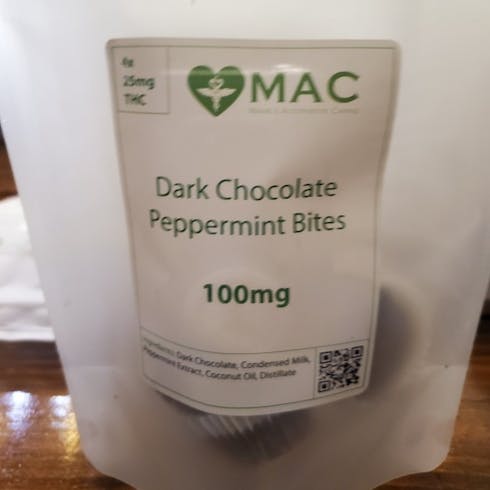 4x
25mg
THC
MAC
Dark Chocolate
Peppermint Bites
100mg
Ingredients: Dark Chocolate, Condensed Milk,
Peppermint Extract, Coconut Oil, Distillate